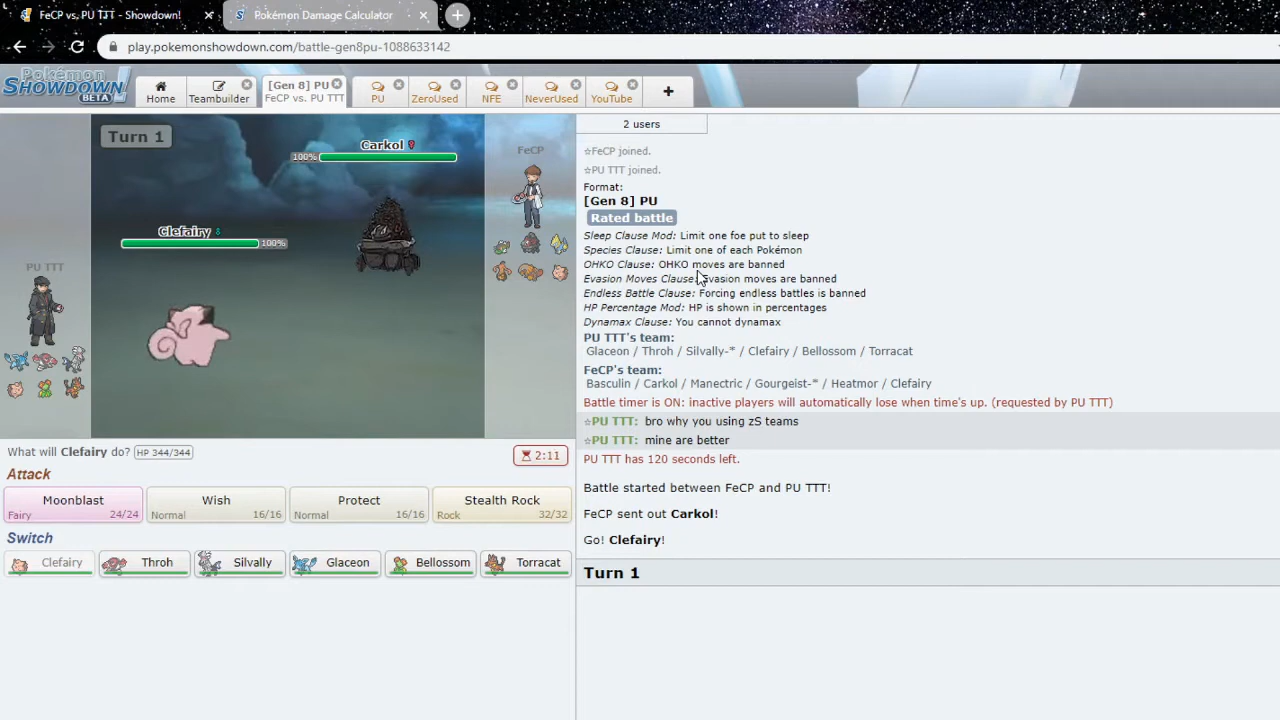 FeCP vs. PU TTT - Showdown!
Pokémon Damage Calculator
play.pokemonshowdown.com/battle-gen8pu-1088633142
Pokémon
SHOWDOWN
BETA
Home
Teambuilder
[Gen 8] PU
FeCP vs. PU TTT
PU
ZeroUsed
NFE
NeverUsed
YouTube
Turn 1
Carkol
100%
Clefairy
100%
PU TTT
FeCP
2 users
☆FeCP joined.
☆PU TTT joined.
Format:
[Gen 8] PU
Rated battle
Sleep Clause Mod: Limit one foe put to sleep
Species Clause: Limit one of each Pokémon
OHKO Clause: OHKO moves are banned
Evasion Moves Clause: Evasion moves are banned
Endless Battle Clause: Forcing endless battles is banned
HP Percentage Mod: HP is shown in percentages
Dynamax Clause: You cannot dynamax
PU TTT's team:
Glaceon / Throh / Silvally-* / Clefairy / Bellossom / Torracat
FeCP's team:
Basculin / Carkol / Manectric / Gourgeist-* / Heatmor / Clefairy
Battle timer is ON: inactive players will automatically lose when time's up. (requested by PU TTT)
☆PU TTT: bro why you using zS teams
☆PU TTT: mine are better
PU TTT has 120 seconds left.
Battle started between FeCP and PU TTT!
FeCP sent out Carkol!
Go! Clefairy!
Turn 1
What will Clefairy do? HP 344/344
2:11
Attack
Moonblast
Fairy 24/24
Wish
Normal 16/16
Protect
Normal 16/16
Stealth Rock
Rock 32/32
Switch
Clefairy
Throh
Silvally
Glaceon
Bellossom
Torracat